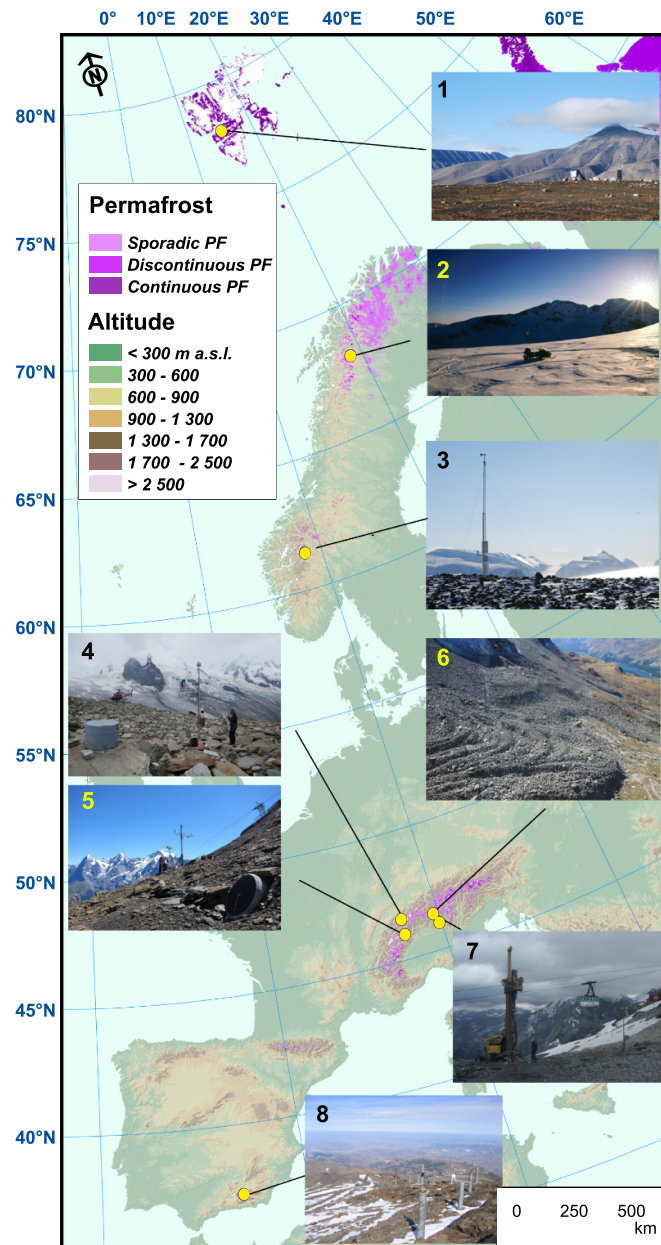 0° 10°E 20°E 30°E 40°E 50°E 60°E
80°N
75°N
70°N
65°N
60°N
55°N
50°N
45°N
40°N
N
Permafrost
Sporadic PF
Discontinuous PF
Continuous PF
Altitude
< 300 m a.s.l.
300 - 600
600 - 900
900 - 1 300
1 300 - 1 700
1 700 - 2 500
> 2 500
1
2
3
4
6
5
7
8
0 250 500
km